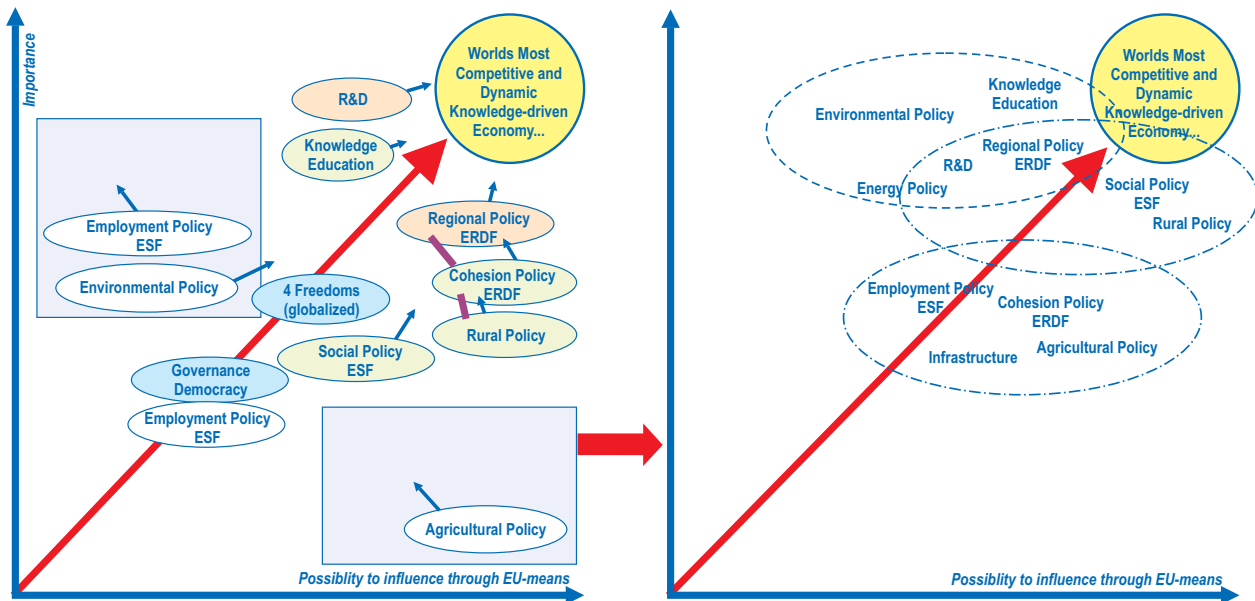 Importance
Worlds Most
Competitive and
Dynamic
Knowledge-driven
Economy...
R&D
Knowledge
Education
Employment Policy
ESF
Environmental Policy
Regional Policy
ERDF
Cohesion Policy
ERDF
4 Freedoms
(globalized)
Rural Policy
Social Policy
ESF
Governance
Democracy
Employment Policy
ESF
Agricultural Policy
Possiblity to influence through EU-means
Worlds Most
Competitive and
Dynamic
Knowledge-driven
Economy...
Knowledge
Education
Environmental Policy
Regional Policy
ERDF
R&D
Energy Policy
Social Policy
ESF
Rural Policy
Employment Policy
ESF
Cohesion Policy
ERDF
Infrastructure
Agricultural Policy
Possiblity to influence through EU-means